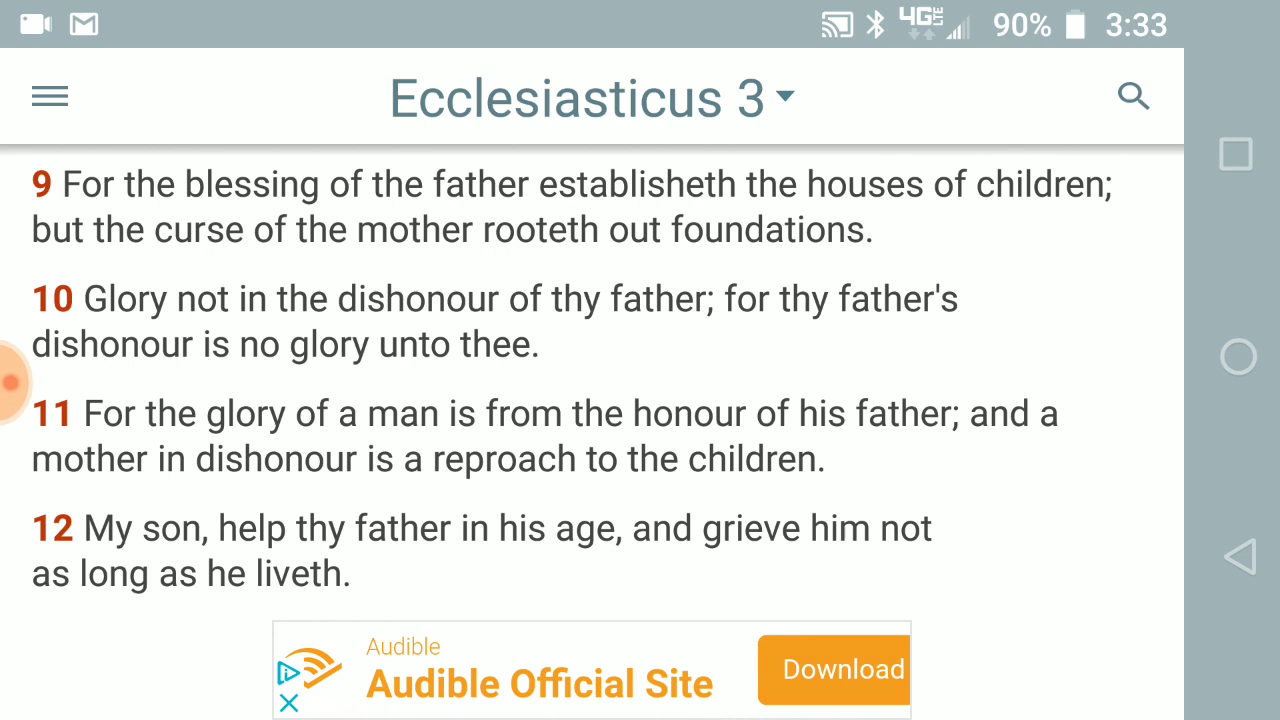 4G LTE 90% 3:33
Ecclesiasticus 3
9 For the blessing of the father establisheth the houses of children;
but the curse of the mother rooteth out foundations.
10 Glory not in the dishonour of thy father; for thy father's
dishonour is no glory unto thee.
11 For the glory of a man is from the honour of his father; and a
mother in dishonour is a reproach to the children.
12 My son, help thy father in his age, and grieve him not
as long as he liveth.
Audible
Audible Official Site
Download